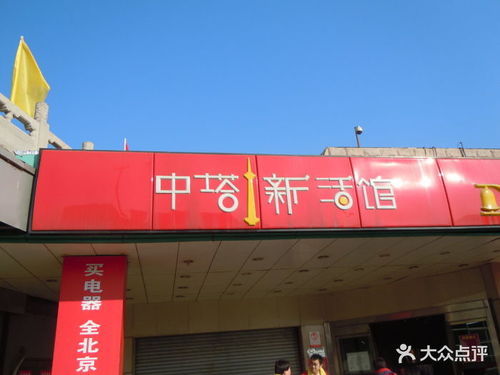 中塔新活馆
买电器 全北京
大众点评